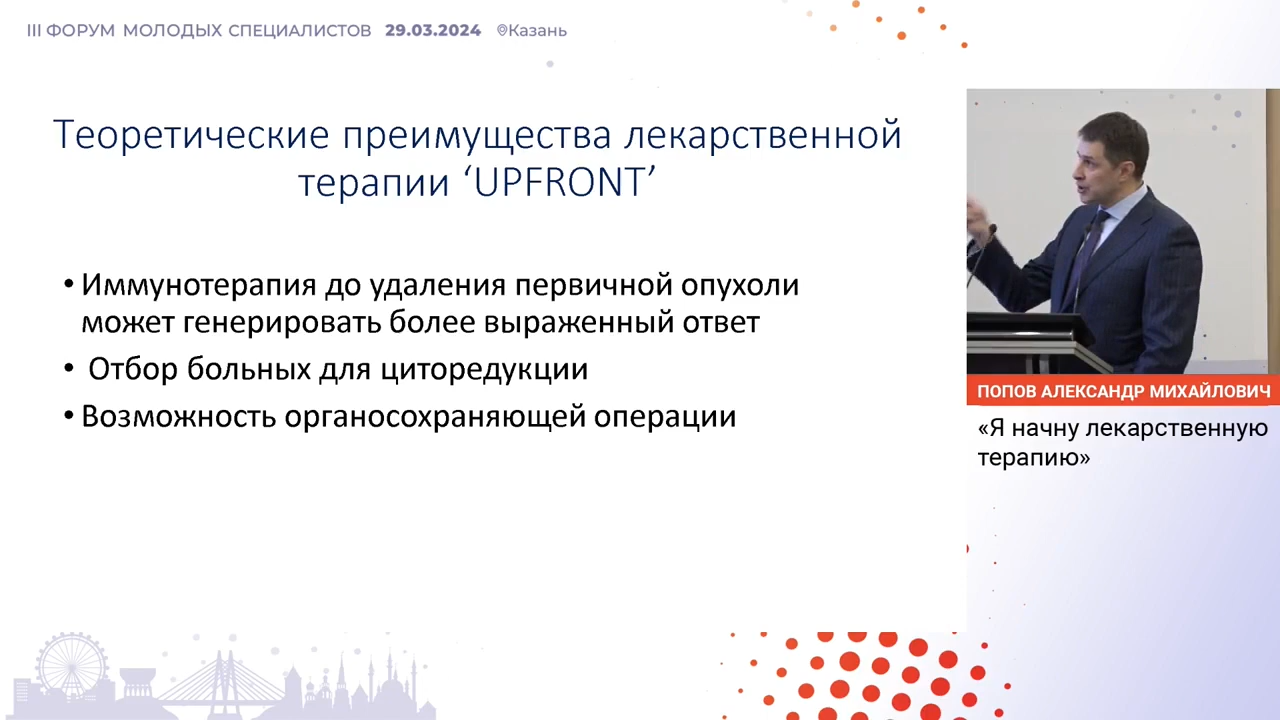 III ФОРУМ МОЛОДЫХ СПЕЦИАЛИСТОВ 29.03.2024 Казань
Теоретические преимущества лекарственной
терапии ‘UPFRONT’
• Иммунотерапия до удаления первичной опухоли
может генерировать более выраженный ответ
• Отбор больных для циторедукции
• Возможность органосохраняющей операции
ПОПОВ АЛЕКСАНДР МИХАЙЛОВИЧ
«Я начну лекарственную
терапию»